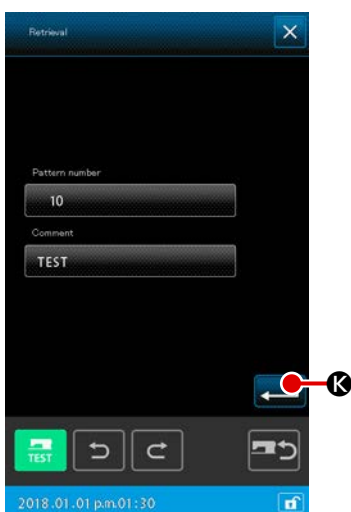 Retrieval
Pattern number
10
Comment
TEST
K
TEST
2018.01.01 p.m.01:30